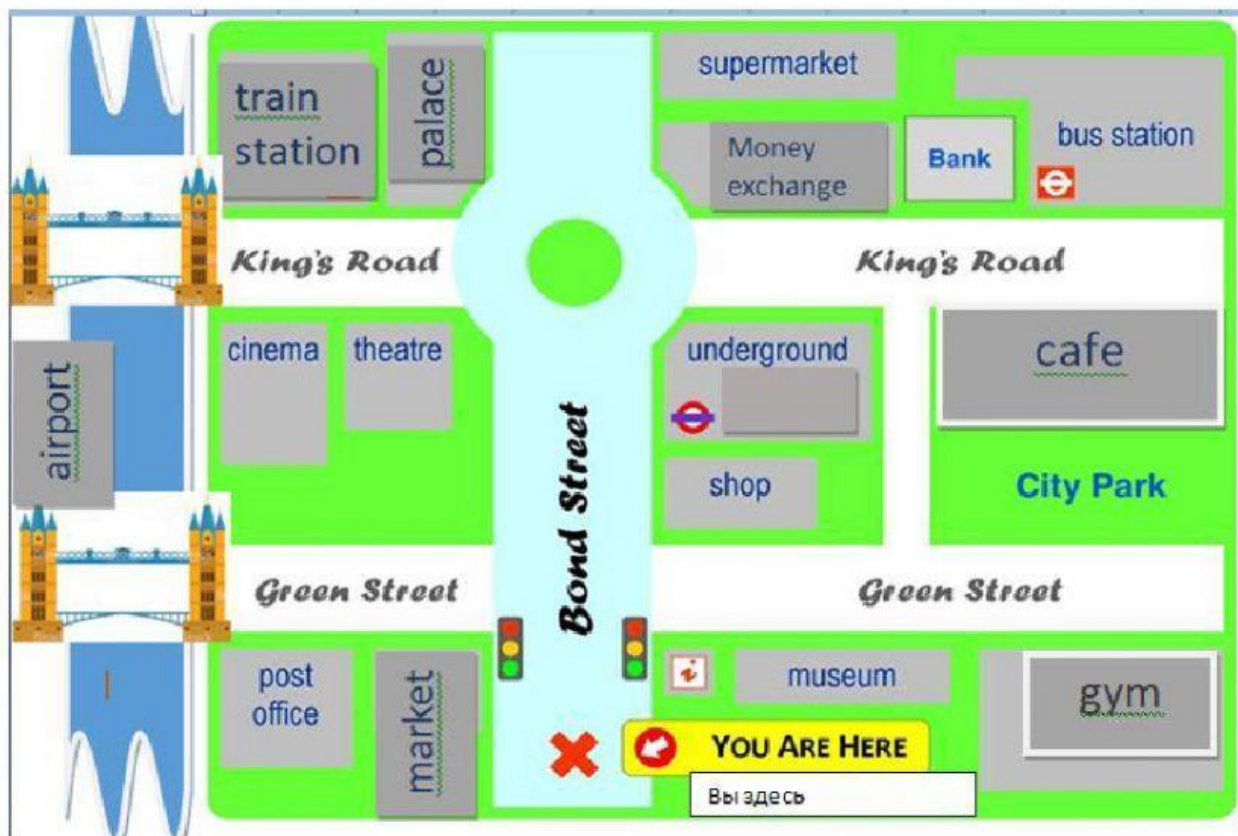 train
station
palace
supermarket
Money
exchange
Bank
bus station
King's Road
King's Road
airport
cinema
theatre
underground
cafe
Bond Street
shop
City Park
Green Street
Green Street
post
office
market
i
museum
gym
YOU ARE HERE
Вы здесь